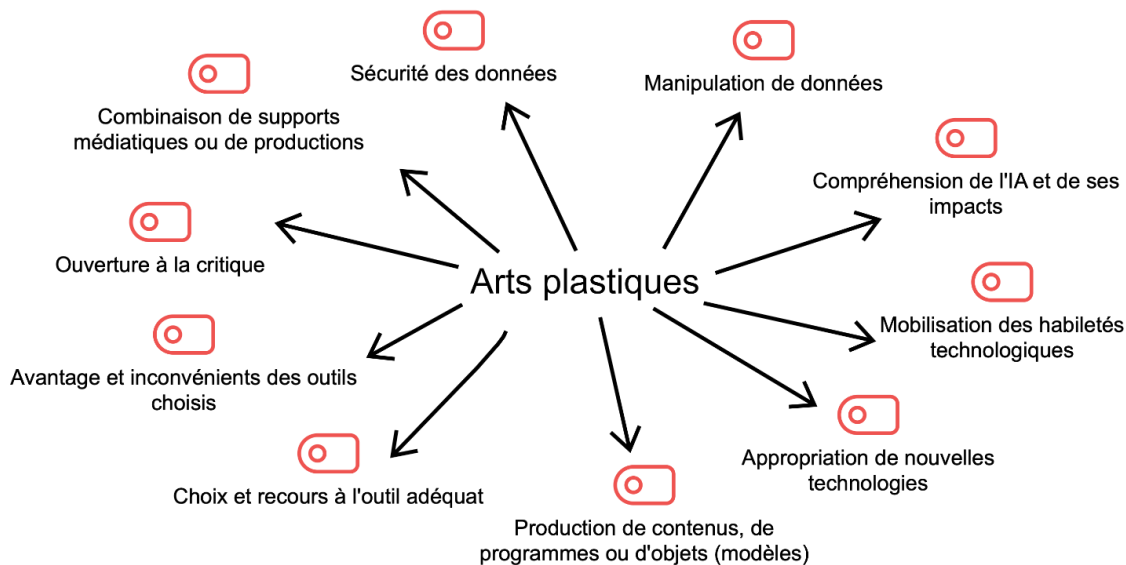 Sécurité des données
Manipulation de données
Combinaison de supports
médiatiques ou de productions
Compréhension de l'IA et de ses
impacts
Ouverture à la critique
Arts plastiques
Mobilisation des habiletés
technologiques
Avantage et inconvénients des outils
choisis
Appropriation de nouvelles
technologies
Choix et recours à l'outil adéquat
Production de contenus, de
programmes ou d'objets (modèles)